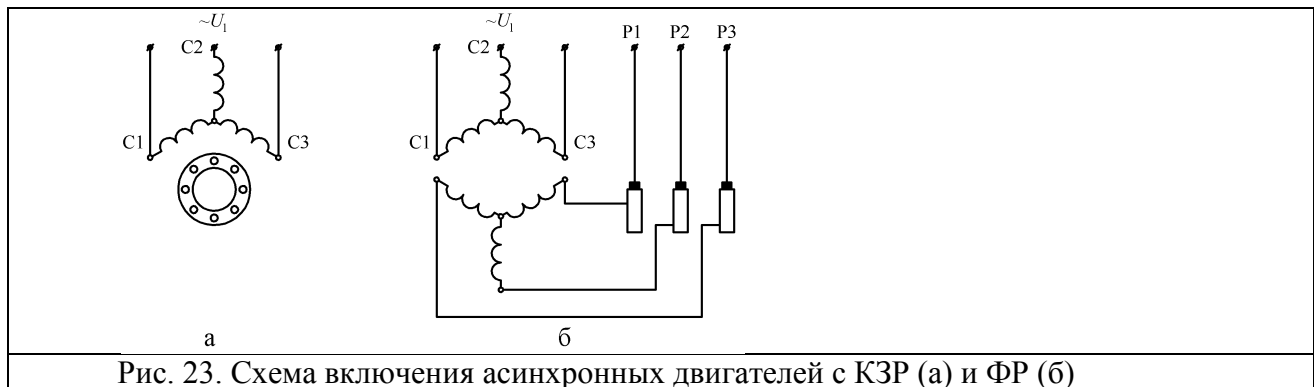 ~U₁ ~U₁ P1 P2 P3
C2 C2
C1 C3 C1 C3
а б
Рис. 23. Схема включения асинхронных двигателей с КЗР (а) и ФР (б)